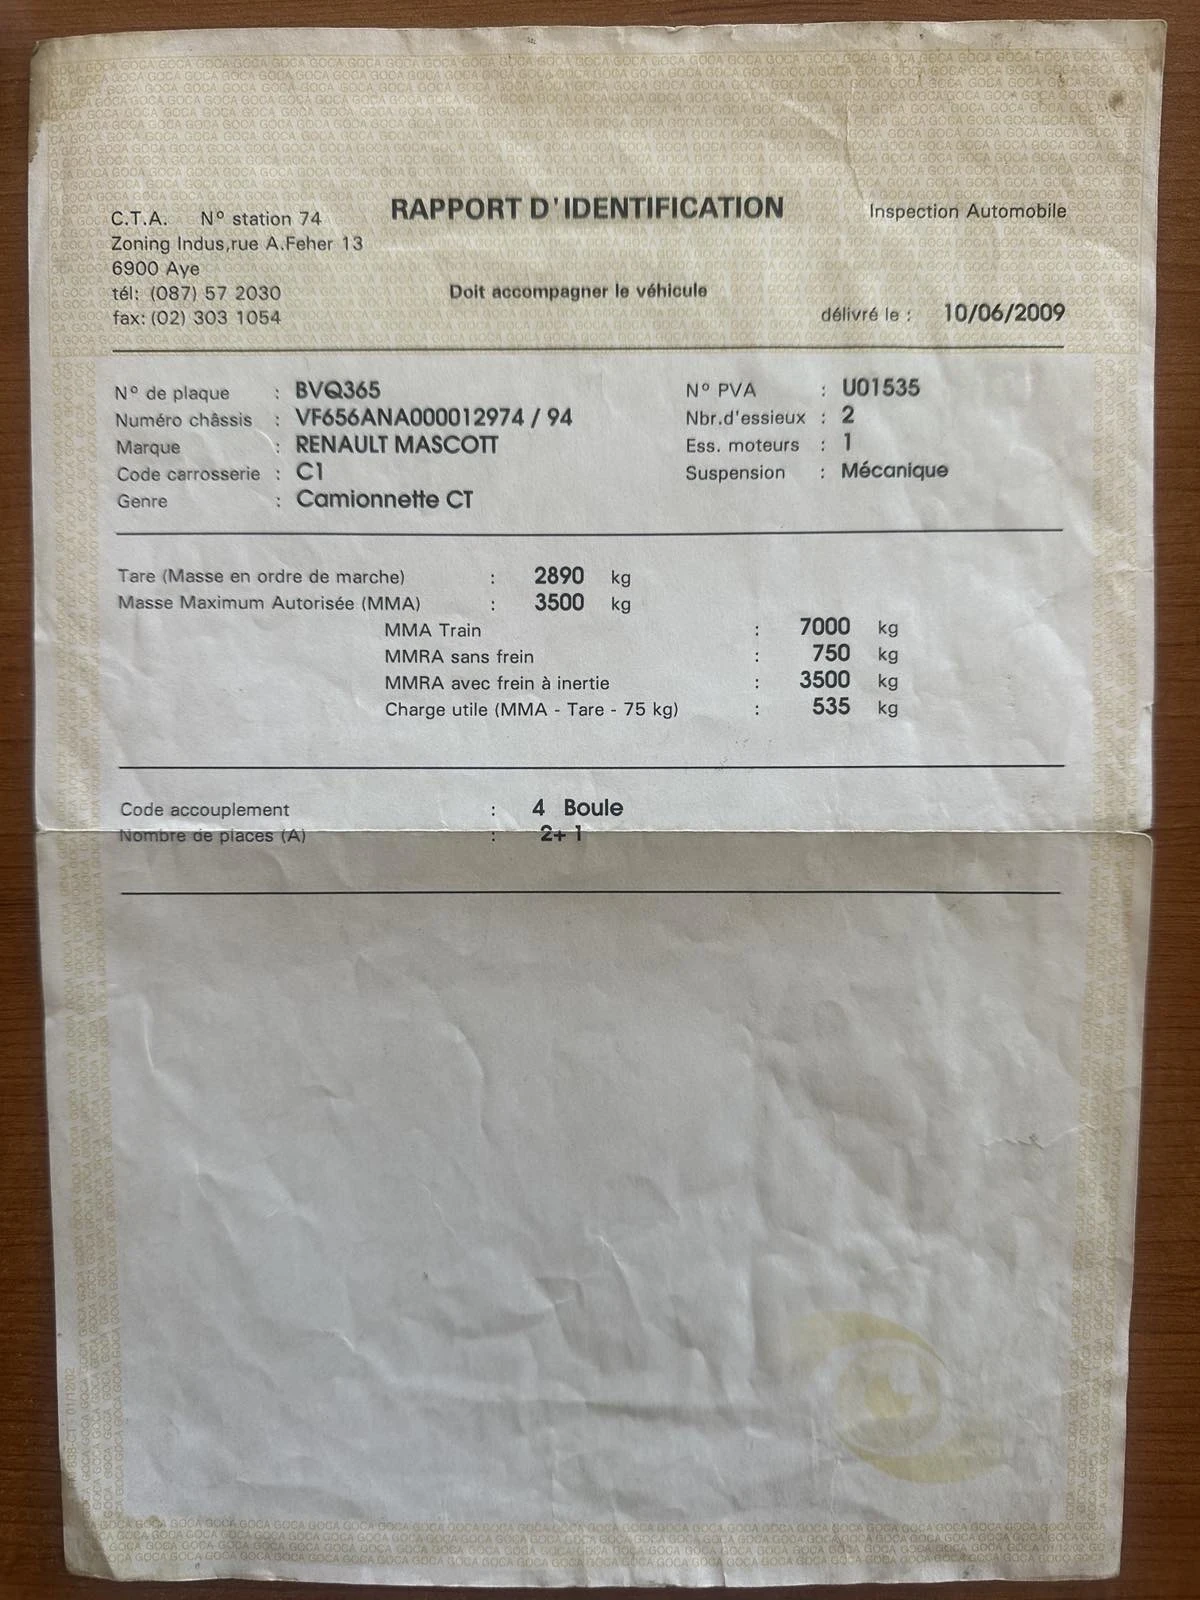 C.T.A. N° station 74
RAPPORT D'IDENTIFICATION
Inspection Automobile
Zoning Indus,rue A.Feher 13
6900 Aye
tél: (087) 57 2030
Doit accompagner le véhicule
fax: (02) 303 1054
délivré le : 10/06/2009
N° de plaque : BVQ365
N° PVA : U01535
Numéro châssis : VF656ANA000012974 / 94
Nbr.d'essieux : 2
Marque : RENAULT MASCOTT
Ess. moteurs : 1
Code carrosserie : C1
Suspension : Mécanique
Genre : Camionnette CT
Tare (Masse en ordre de marche) : 2890 kg
Masse Maximum Autorisée (MMA) : 3500 kg
MMA Train : 7000 kg
MMRA sans frein : 750 kg
MMRA avec frein à inertie : 3500 kg
Charge utile (MMA - Tare - 75 kg) : 535 kg
Code accouplement : 4 Boule
Nombre de places (A) : 2+ 1